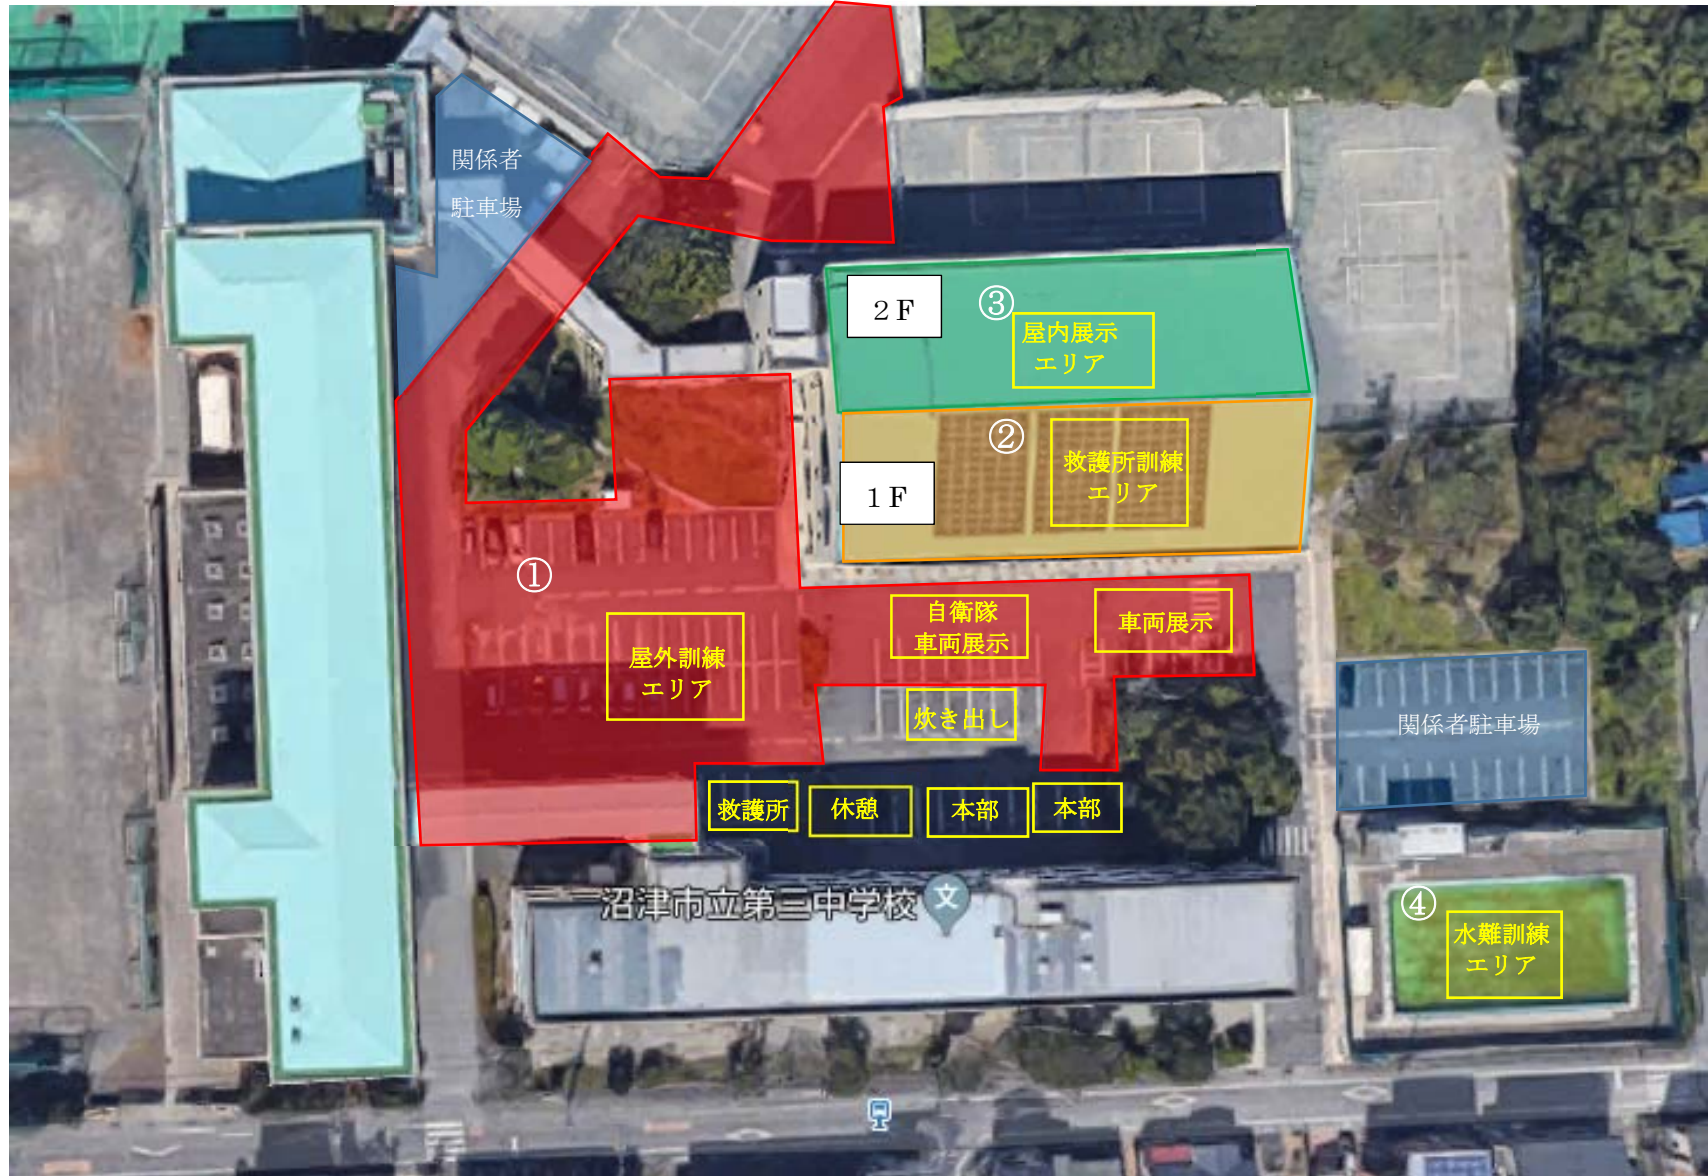 関係者
駐車場
２Ｆ
③
屋内展示
エリア
②
救護所訓練
エリア
１Ｆ
①
屋外訓練
エリア
自衛隊
車両展示
車両展示
炊き出し
関係者駐車場
救護所
休憩
本部
本部
沼津市立第三中学校
文
④
水難訓練
エリア